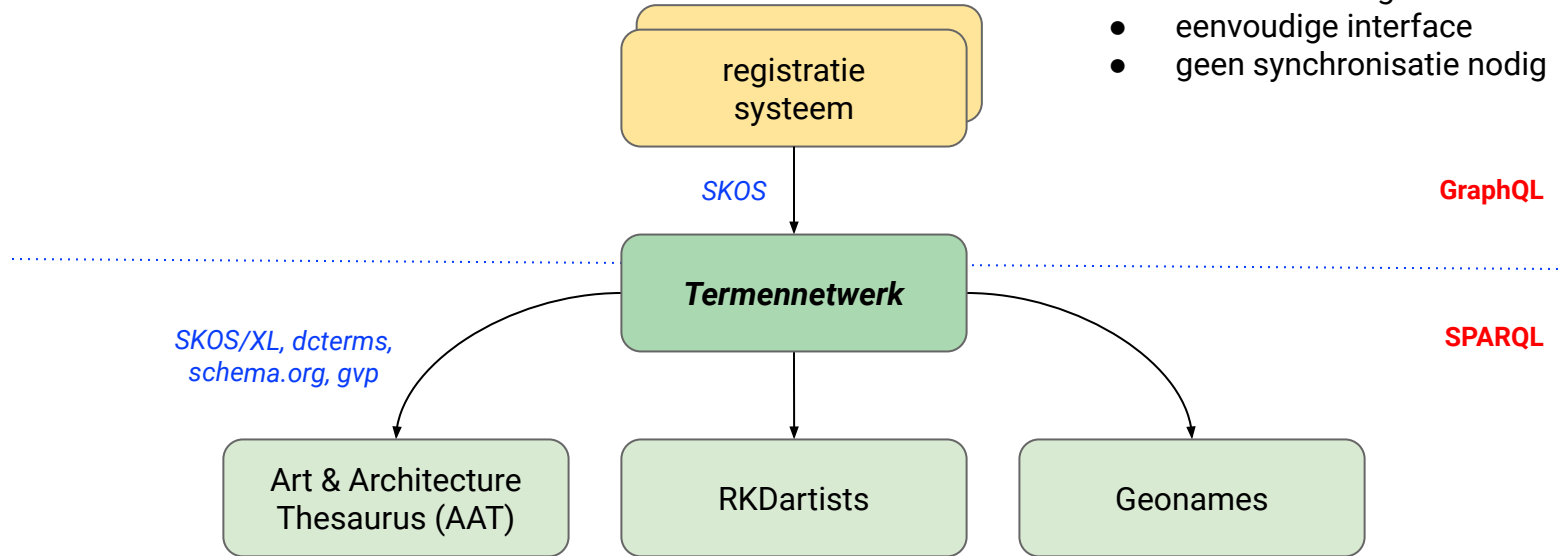 ● eenvoudige interface
● geen synchronisatie nodig
registratie
systeem
SKOS
GraphQL
Termennetwerk
SKOS/XL, dcterms,
schema.org, gvp
SPARQL
Art & Architecture
Thesaurus (AAT)
RKDartists
Geonames